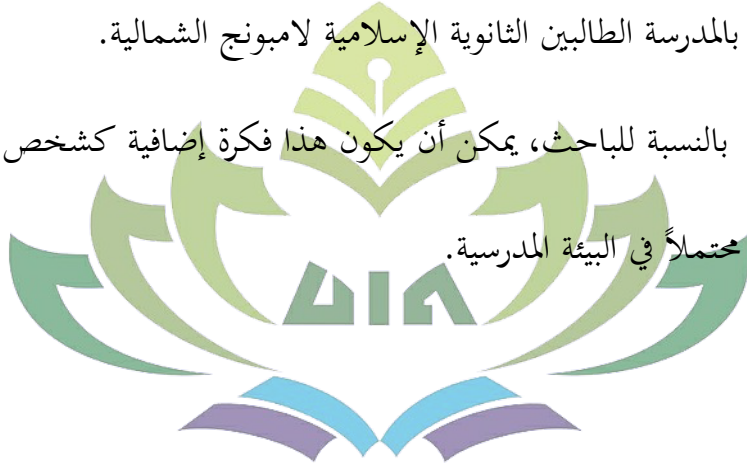 بالمدرسة الطالبين الثانوية الإسلامية لامبونج الشمالية.
بالنسبة للباحث، يمكن أن يكون هذا فكرة إضافية كشخص
محتملاً في البيئة المدرسية.